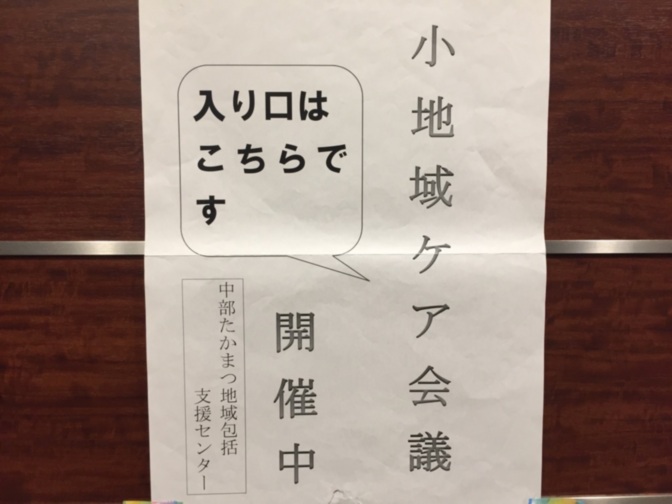 小地域ケア会議
開催中
入り口は
こちらで
す
中部たかまつ地域包括
支援センター